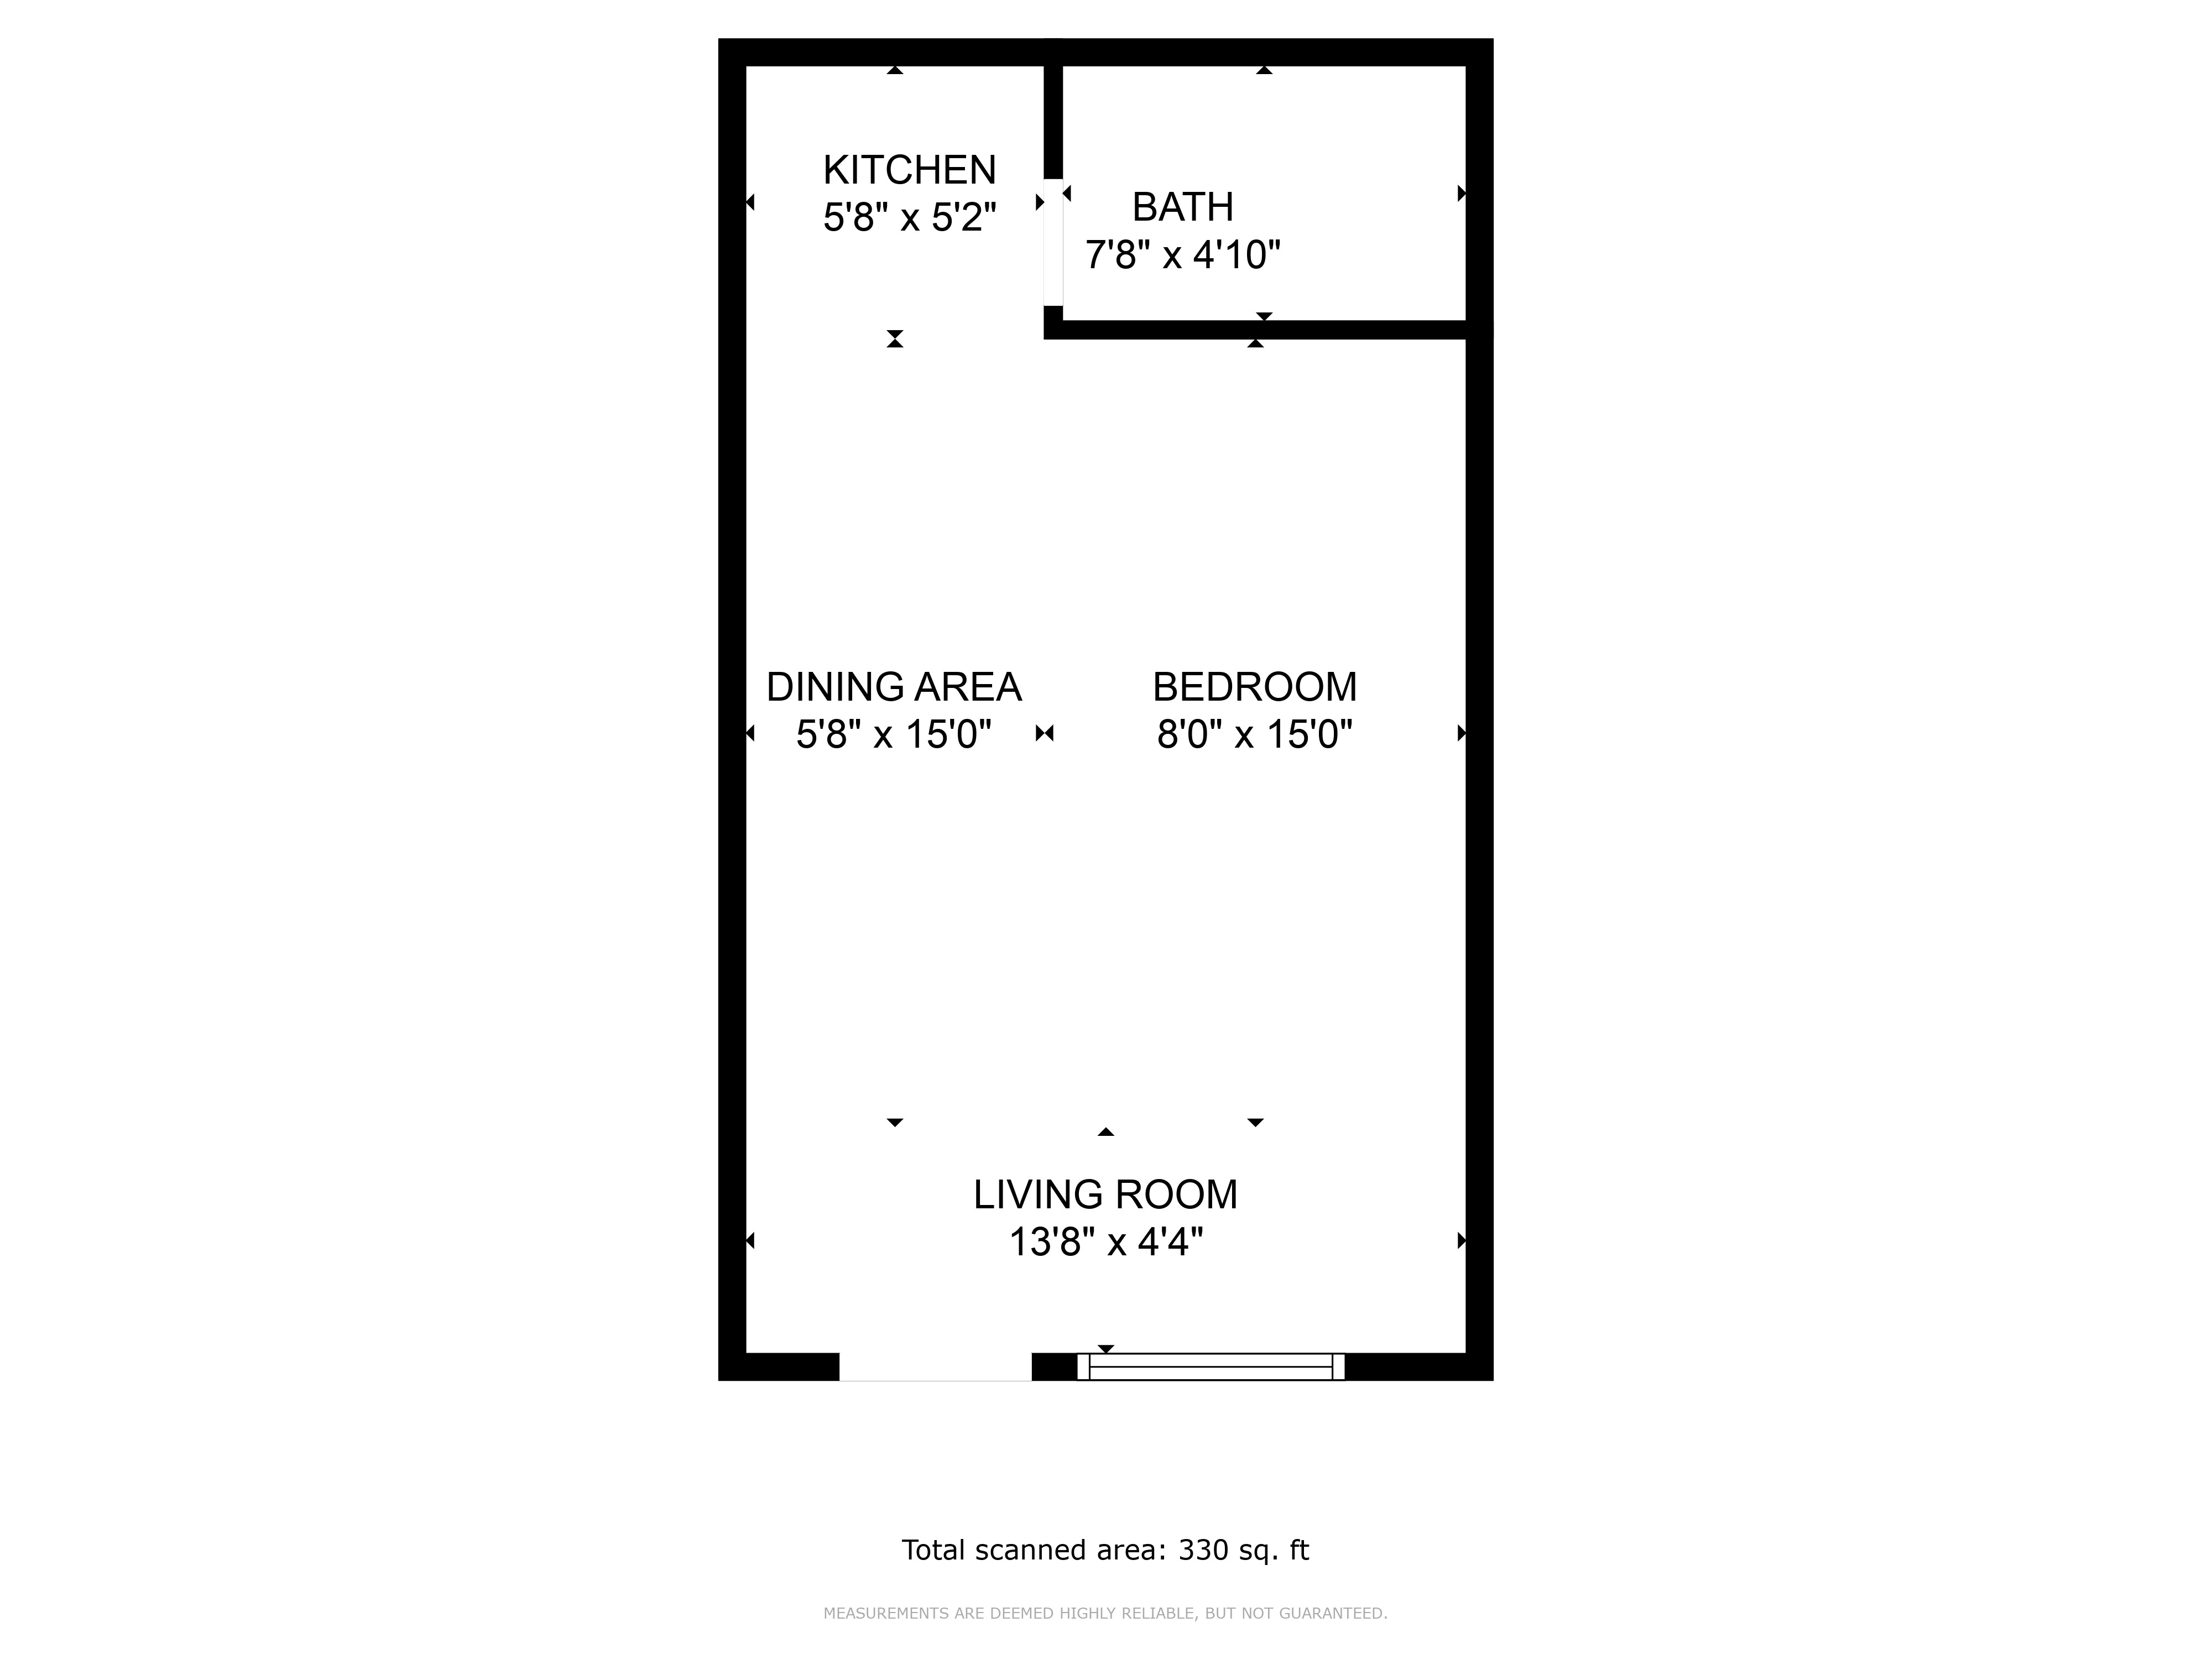 KITCHEN
5'8" x 5'2"
BATH
7'8" x 4'10"
DINING AREA
5'8" x 15'0"
BEDROOM
8'0" x 15'0"
LIVING ROOM
13'8" x 4'4"
Total scanned area: 330 sq. ft
MEASUREMENTS ARE DEEMED HIGHLY RELIABLE, BUT NOT GUARANTEED.